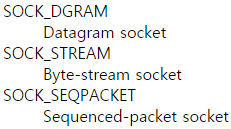 SOCK_DGRAM
Datagram socket
SOCK_STREAM
Byte-stream socket
SOCK_SEQPACKET
Sequenced-packet socket